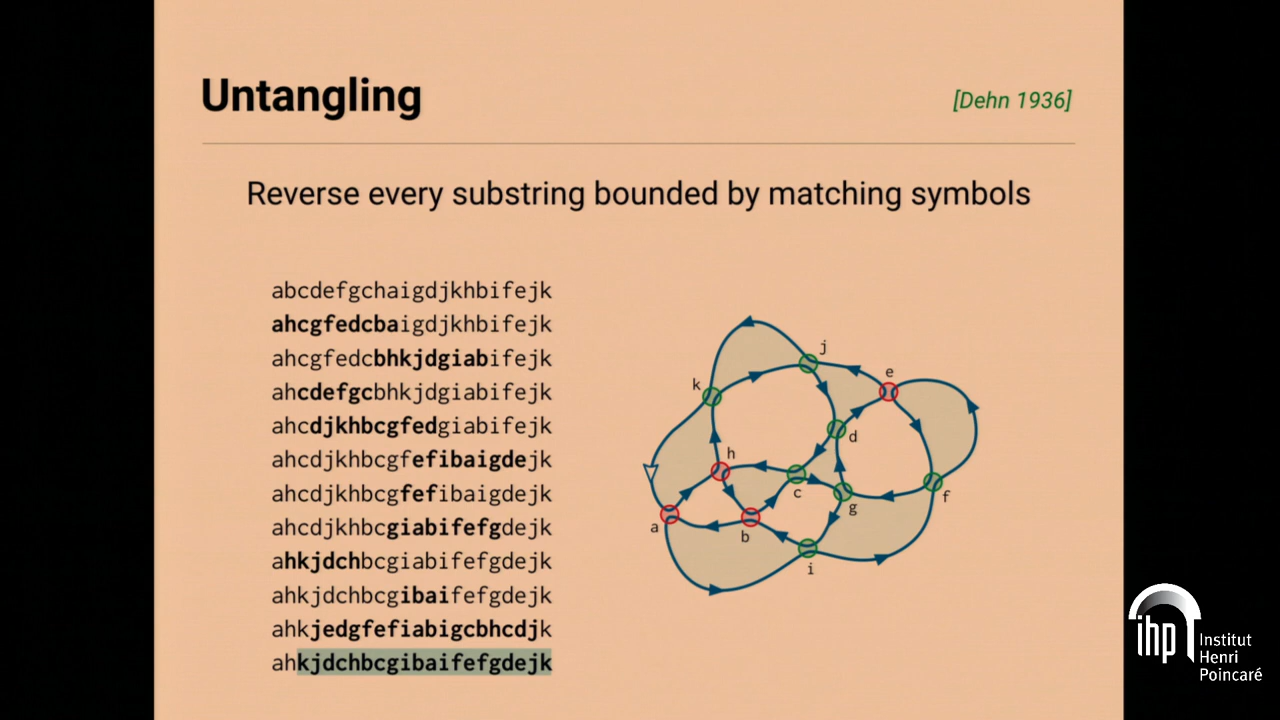 Untangling
[Dehn 1936]
Reverse every substring bounded by matching symbols
abcdefgchaigdjkhbifejk
ahcgfedcbaigdjkhbifejk
ahcgfedcbhkjdgiabifejk
ahcdefgcbhkjdgiabifejk
ahcdjkhbcgfedgiabifejk
ahcdjkhbcgfefibaigdejk
ahcdjkhbcgfefibaigdejk
ahcdjkhbcgiabifefgdejk
ahkjdchbcgiabifefgdejk
ahkjdchbcgibaifefgdejk
ahkjedgfefiabigcbhcdjk
ahkjdchbcgibaifefgdejk
j
e
k
d
h
c
g
f
a
b
i
ihp
Institut
Henri
Poincaré